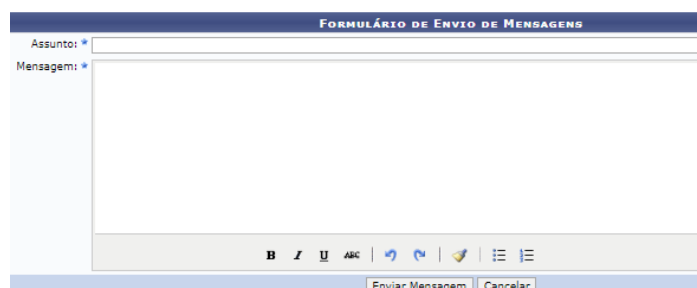 Formulário de Envio de Mensagens
Assunto: *
Mensagem: *
B I U ABC
Enviar Mensagem Cancelar